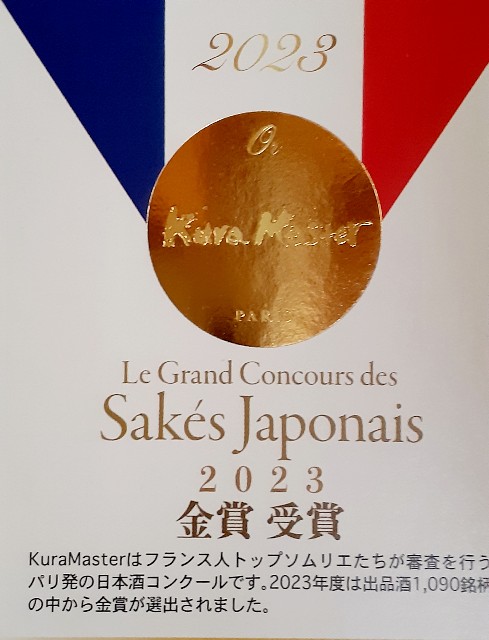 2023
Or
Kura Master
PARIS
Le Grand Concours des
Sakés Japonais
2023
金賞 受賞
KuraMasterはフランス人トップソムリエたちが審査を行う
パリ発の日本酒コンクールです。2023年度は出品酒1,090銘柄
の中から金賞が選出されました。